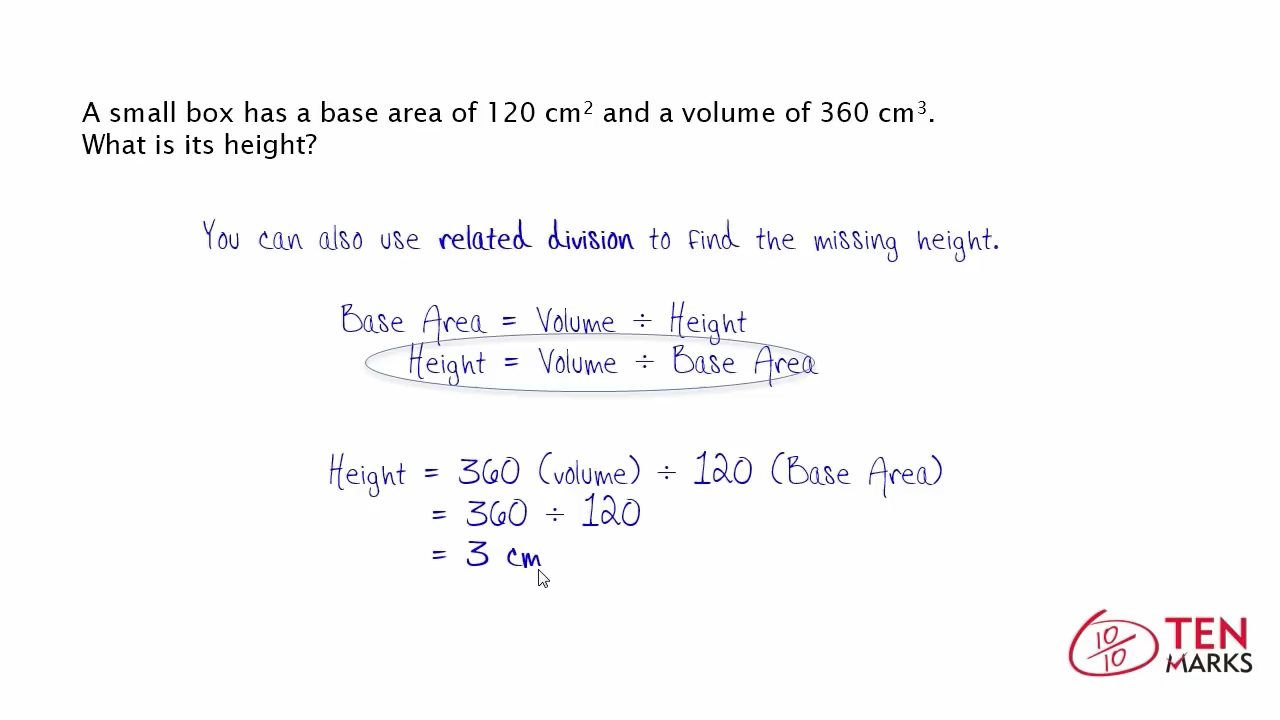 A small box has a base area of 120 cm² and a volume of 360 cm³.
What is its height?
You can also use related division to find the missing height.
Base Area = Volume ÷ Height
Height = Volume ÷ Base Area
Height = 360 (volume) ÷ 120 (Base Area)
= 360 ÷ 120
= 3 cm
10/10
TEN
MARKS